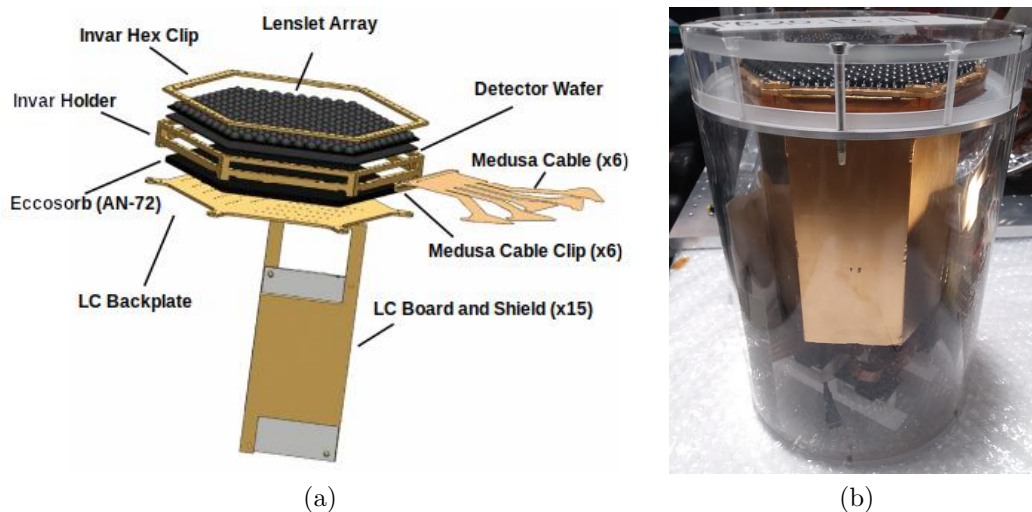 Lenslet Array
Invar Hex Clip
Detector Wafer
Invar Holder
Medusa Cable (x6)
Eccosorb (AN-72)
Medusa Cable Clip (x6)
LC Backplate
LC Board and Shield (x15)
(a)
(b)